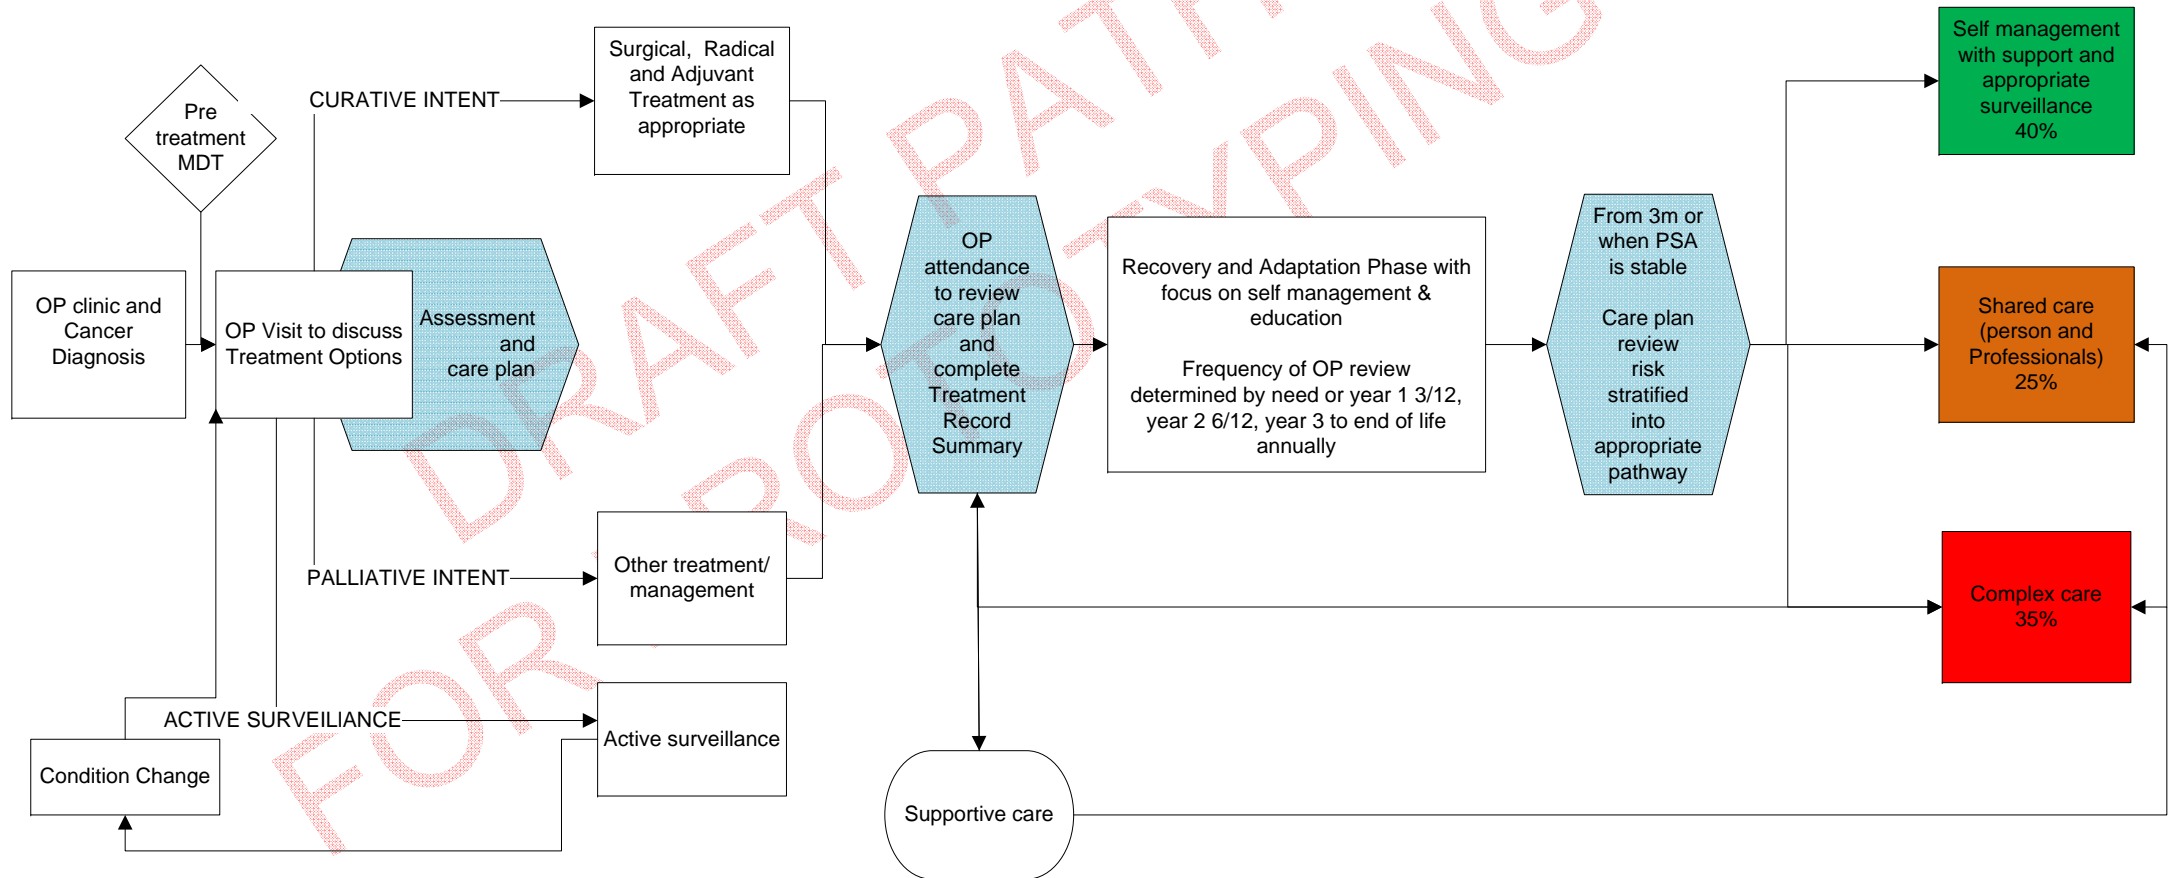 Pre
treatment
MDT
OP clinic and
Cancer
Diagnosis
OP Visit to discuss
Treatment Options
Assessment
and
care plan
CURATIVE INTENT
Surgical, Radical
and Adjuvant
Treatment as
appropriate
PALLIATIVE INTENT
Other treatment/
management
ACTIVE SURVEILIANCE
Active surveillance
Condition Change
OP
attendance
to review
care plan
and
complete
Treatment
Record
Summary
Supportive care
Recovery and Adaptation Phase with
focus on self management &
education
Frequency of OP review
determined by need or year 1 3/12,
year 2 6/12, year 3 to end of life
annually
From 3m or
when PSA
is stable
Care plan
review
risk
stratified
into
appropriate
pathway
Self management
with support and
appropriate
surveillance
40%
Shared care
(person and
Professionals)
25%
Complex care
35%
DRAFT PATH
FOR PROTOTYPING